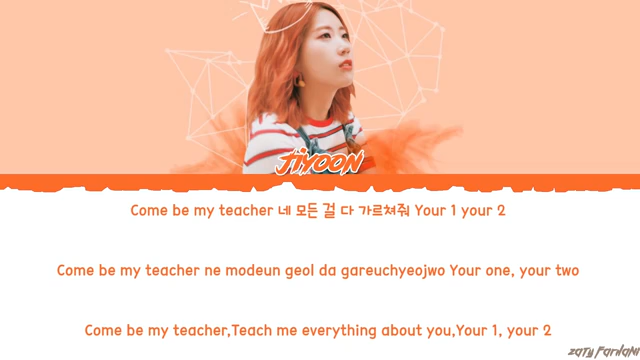 JIYOON
Come be my teacher 네 모든 걸 다 가르쳐줘 Your 1 your 2
Come be my teacher ne modeun geol da gareuchyeojwo Your one, your two
Come be my teacher,Teach me everything about you,Your 1, your 2
zaty farhani